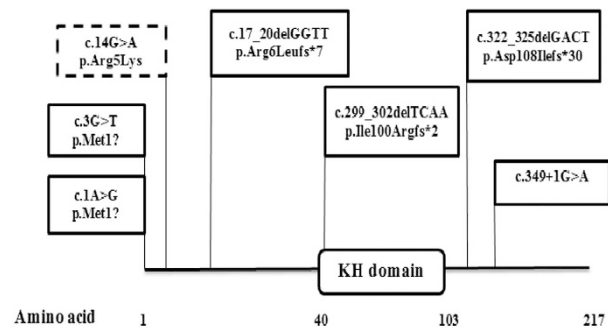 c.14G>A
p.Arg5Lys
c.17_20delGGTT
p.Arg6Leufs*7
c.322_325delGACT
p.Asp108Ilefs*30
c.3G>T
p.Met1?
c.299_302delTCAA
p.Ile100Argfs*2
c.1A>G
p.Met1?
c.349+1G>A
KH domain
Amino acid 1 40 103 217